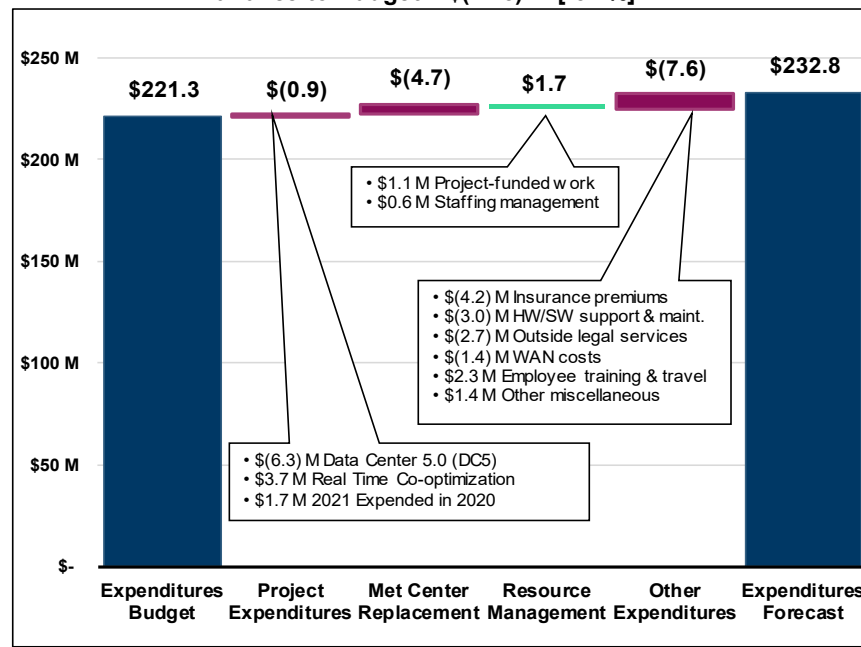 $250 M
$200 M
$150 M
$100 M
$50 M
$-
$221.3
$(0.9)
$(4.7)
$1.7
$(7.6)
$232.8
• $1.1 M Project-funded work
• $0.6 M Staffing management
• $(4.2) M Insurance premiums
• $(3.0) M HW/SW support & maint.
• $(2.7) M Outside legal services
• $(1.4) M WAN costs
• $2.3 M Employee training & travel
• $1.4 M Other miscellaneous
• $(6.3) M Data Center 5.0 (DC5)
• $3.7 M Real Time Co-optimization
• $1.7 M 2021 Expended in 2020
Expenditures
Budget
Project
Expenditures
Met Center
Replacement
Resource
Management
Other
Expenditures
Expenditures
Forecast